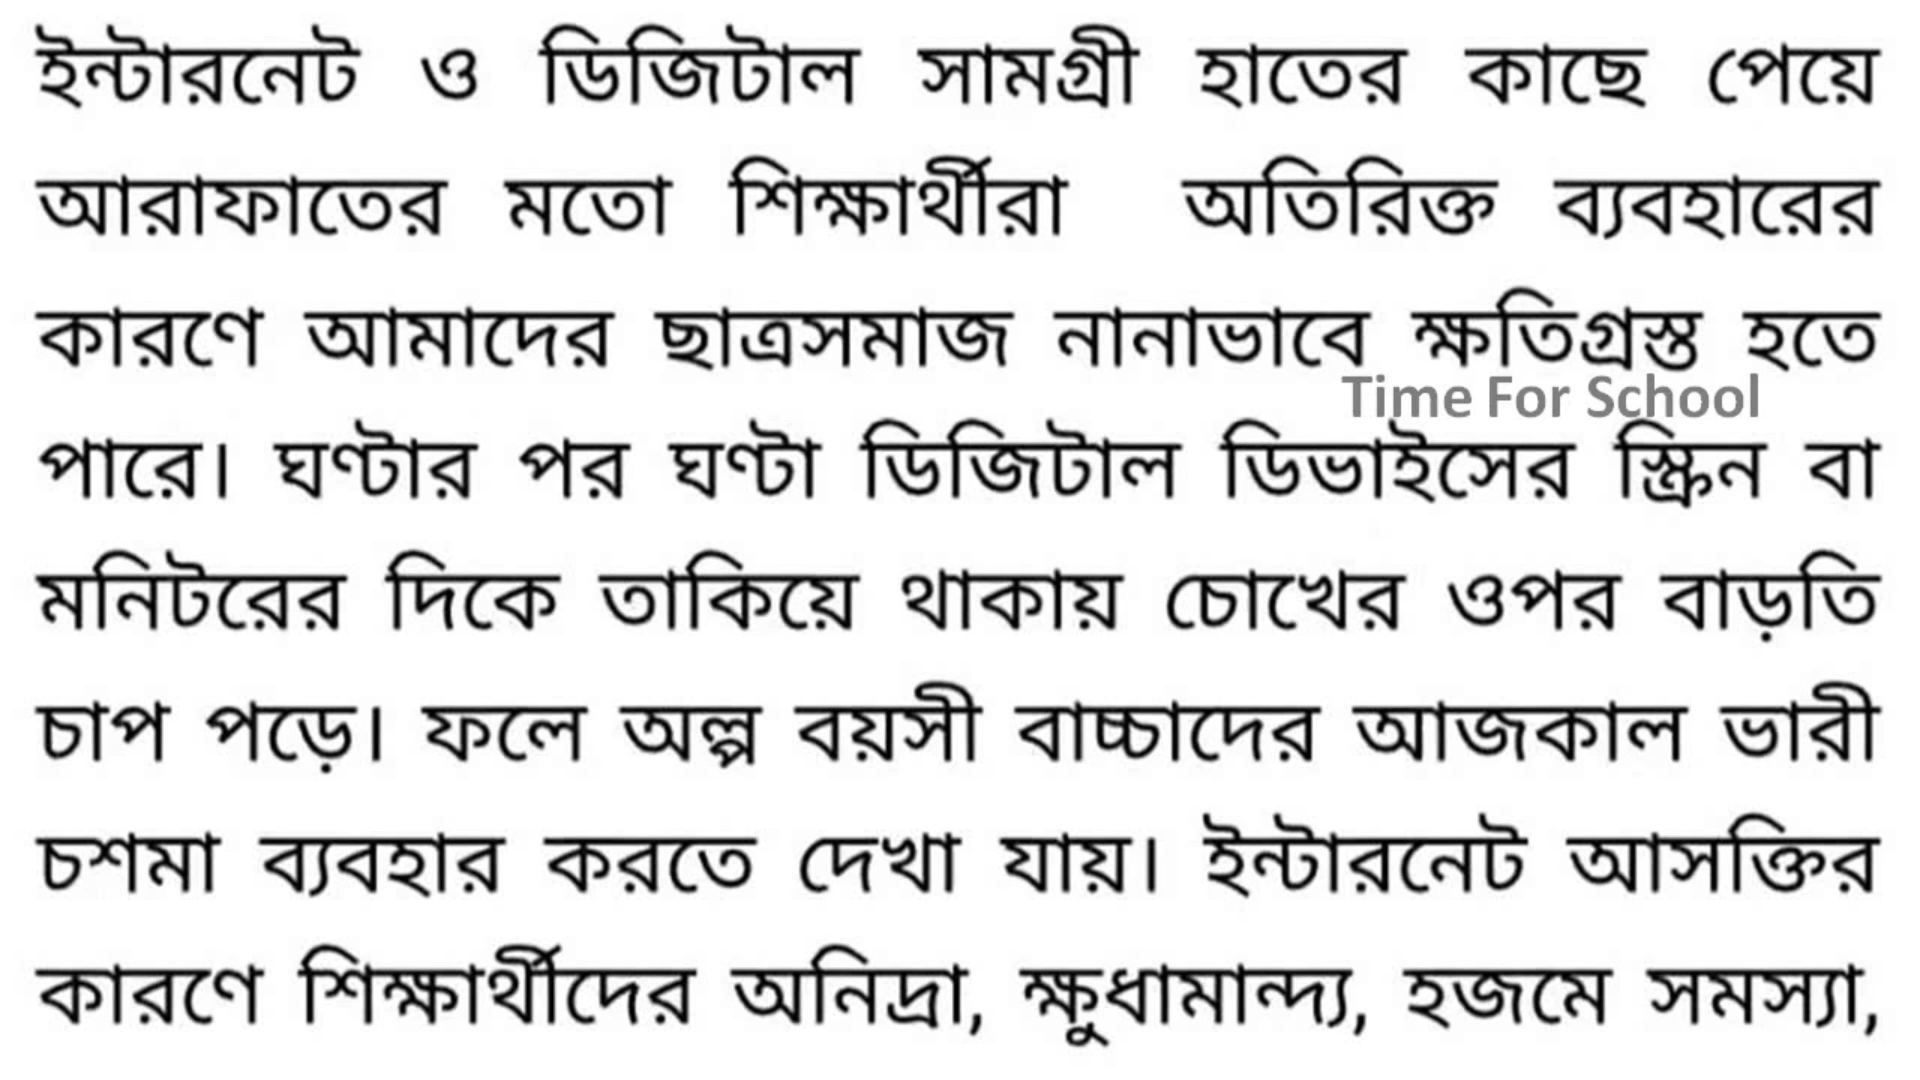 ইন্টারনেট ও ডিজিটাল সামগ্রী হাতের কাছে পেয়ে
আরাফাতের মতো শিক্ষার্থীরা অতিরিক্ত ব্যবহারের
কারণে আমাদের ছাত্রসমাজ নানাভাবে ক্ষতিগ্রস্ত হতে
Time For School
পারে। ঘণ্টার পর ঘণ্টা ডিজিটাল ডিভাইসের স্ক্রিন বা
মনিটরের দিকে তাকিয়ে থাকায় চোখের ওপর বাড়তি
চাপ পড়ে। ফলে অল্প বয়সী বাচ্চাদের আজকাল ভারী
চশমা ব্যবহার করতে দেখা যায়। ইন্টারনেট আসক্তির
কারণে শিক্ষার্থীদের অনিদ্রা, ক্ষুধামান্দ্য, হজমে সমস্যা,